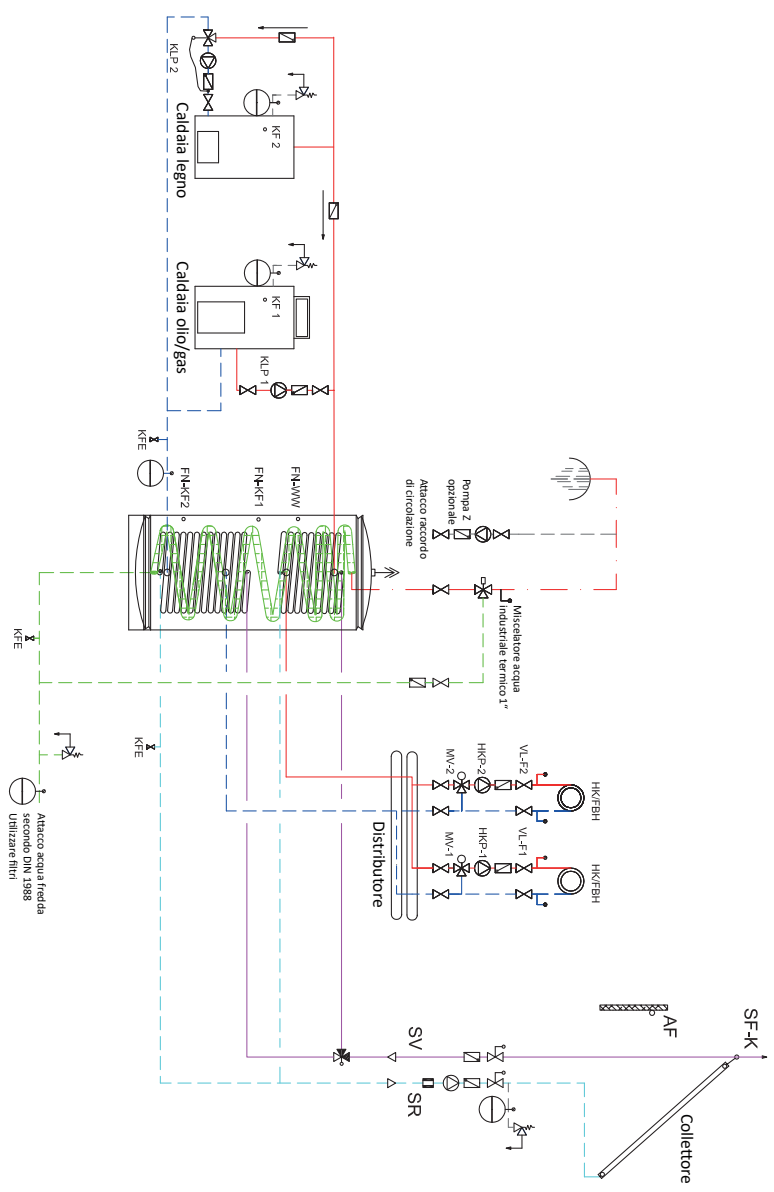 KLP 2
Caldaia legno
KF 2
Caldaia olio/gas
KF 1
KLP 1
KFE
FN-KF2
FN-KF1
FN-WW
Attacco raccordo
di circolazione
Pompa Z
opzionale
Miscelatore acqua
industriale termico 1"
KFE
KFE
Attacco acqua fredda
secondo DIN 1988
Utilizzare filtri
Distributore
MV-2
HKP-2
VL-F2
HK/FBH
MV-1
HKP-1
VL-F1
HK/FBH
SV
SR
AF
SF-K
Collettore